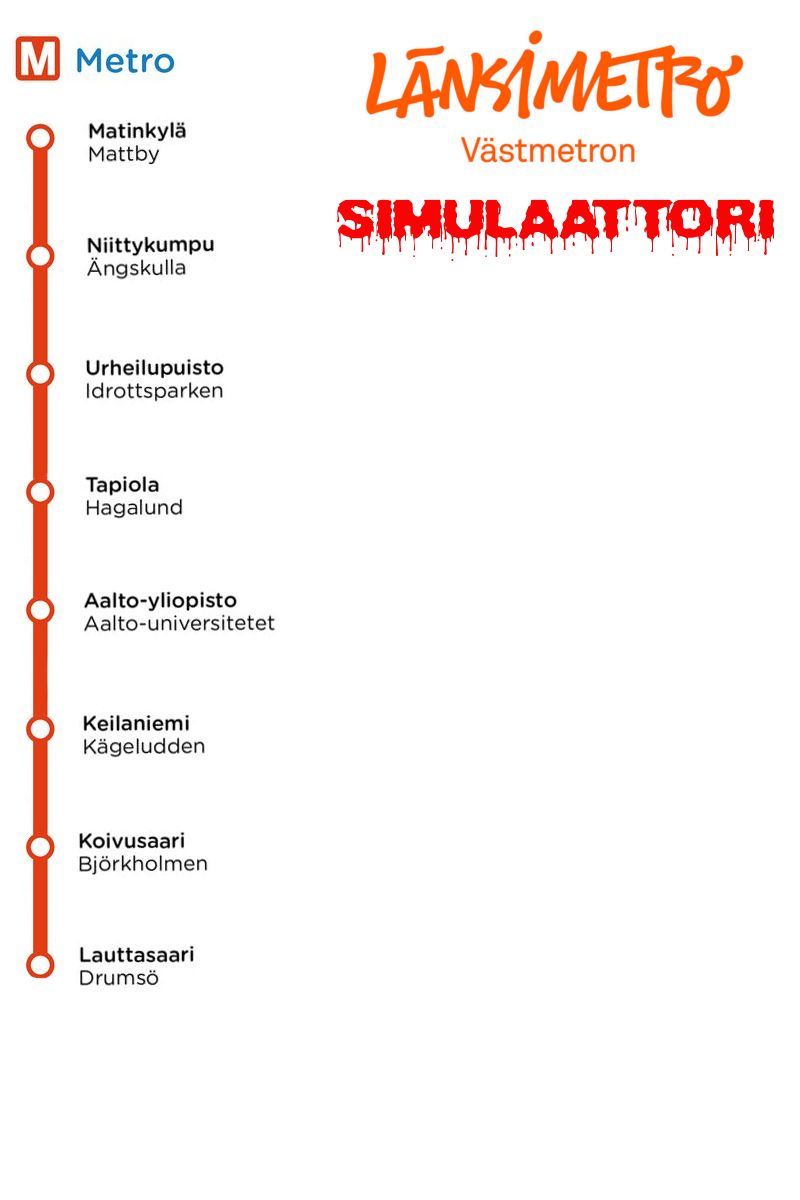 M Metro
LÄNSIMETRO
Västmetron
SIMULAATTORI
Matinkylä
Mattby
Niittykumpu
Ängskulla
Urheilupuisto
Idrottsparken
Tapiola
Hagalund
Aalto-yliopisto
Aalto-universitetet
Keilaniemi
Kägeludden
Koivusaari
Björkholmen
Lauttasaari
Drumsö